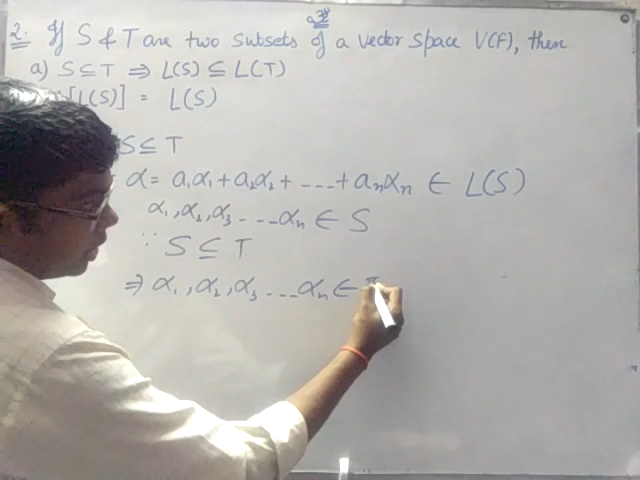 2. If S & T are two subsets of a vector space V(F), then
a) S ⊆ T ⇒ L(S) ⊆ L(T)
[L(S)] = L(S)
S ⊆ T
α = a₁α₁ + a₂α₂ + ---- + aₙαₙ ∈ L(S)
α₁, α₂, α₃ ---- αₙ ∈ S
∵ S ⊆ T
⇒ α₁, α₂, α₃ ---- αₙ ∈